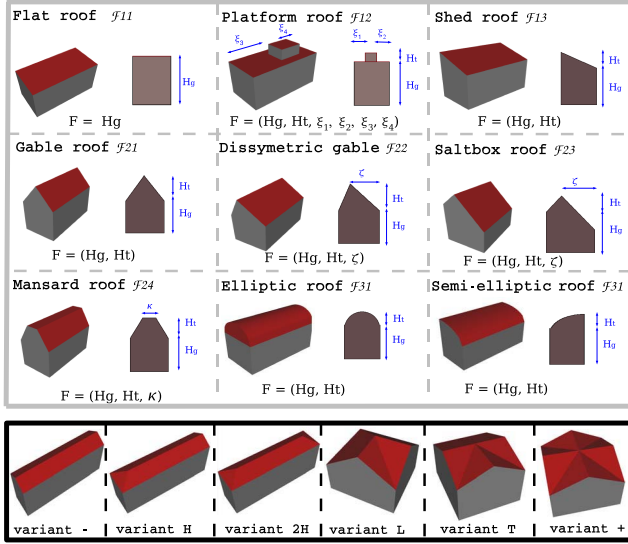 Flat roof ℱ11
Hg
F = Hg
Platform roof ℱ12
ξ3 ξ4 ξ1 ξ2
Ht
Hg
F = (Hg, Ht, ξ1, ξ2, ξ3, ξ4)
Shed roof ℱ13
Ht
Hg
F = (Hg, Ht)
Gable roof ℱ21
Ht
Hg
F = (Hg, Ht)
Dissymetric gable ℱ22
ζ
Ht
Hg
F = (Hg, Ht, ζ)
Saltbox roof ℱ23
ζ
Ht
Hg
F = (Hg, Ht, ζ)
Mansard roof ℱ24
κ
Ht
Hg
F = (Hg, Ht, κ)
Elliptic roof ℱ31
Ht
Hg
F = (Hg, Ht)
Semi-elliptic roof ℱ31
Ht
Hg
F = (Hg, Ht)
variant - variant H variant 2H variant L variant T variant +